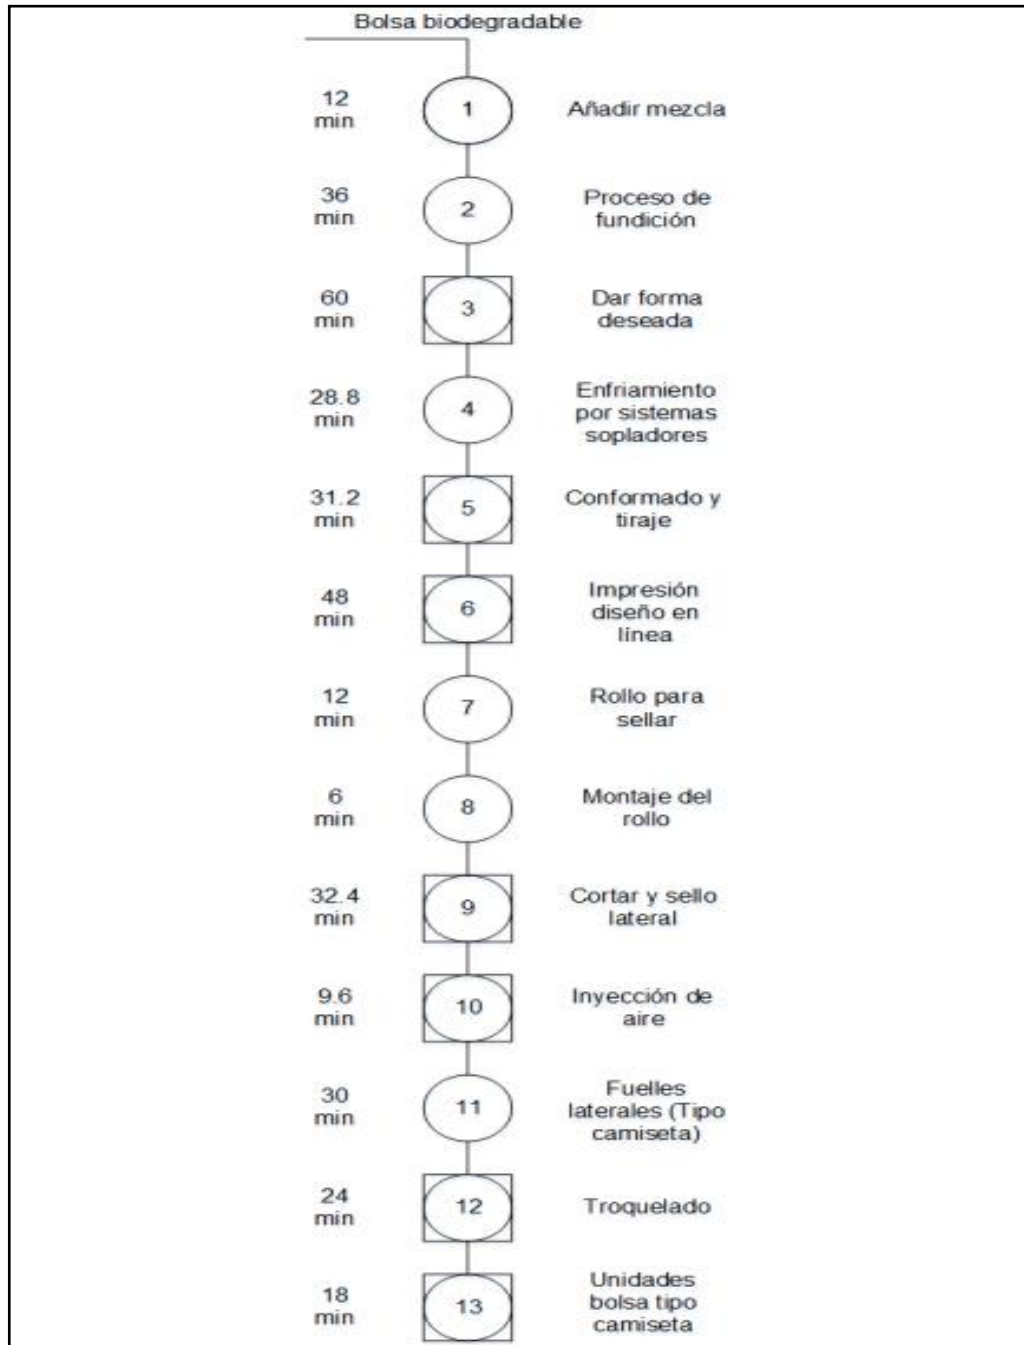 Bolsa biodegradable
12
min
1
Añadir mezcla
36
min
2
Proceso de
fundición
60
min
3
Dar forma
deseada
28.8
min
4
Enfriamiento
por sistemas
sopladores
31.2
min
5
Conformado y
tiraje
48
min
6
Impresión
diseño en
línea
12
min
7
Rollo para
sellar
6
min
8
Montaje del
rollo
32.4
min
9
Cortar y sello
lateral
9.6
min
10
Inyección de
aire
30
min
11
Fuelles
laterales (Tipo
camiseta)
24
min
12
Troquelado
18
min
13
Unidades
bolsa tipo
camiseta